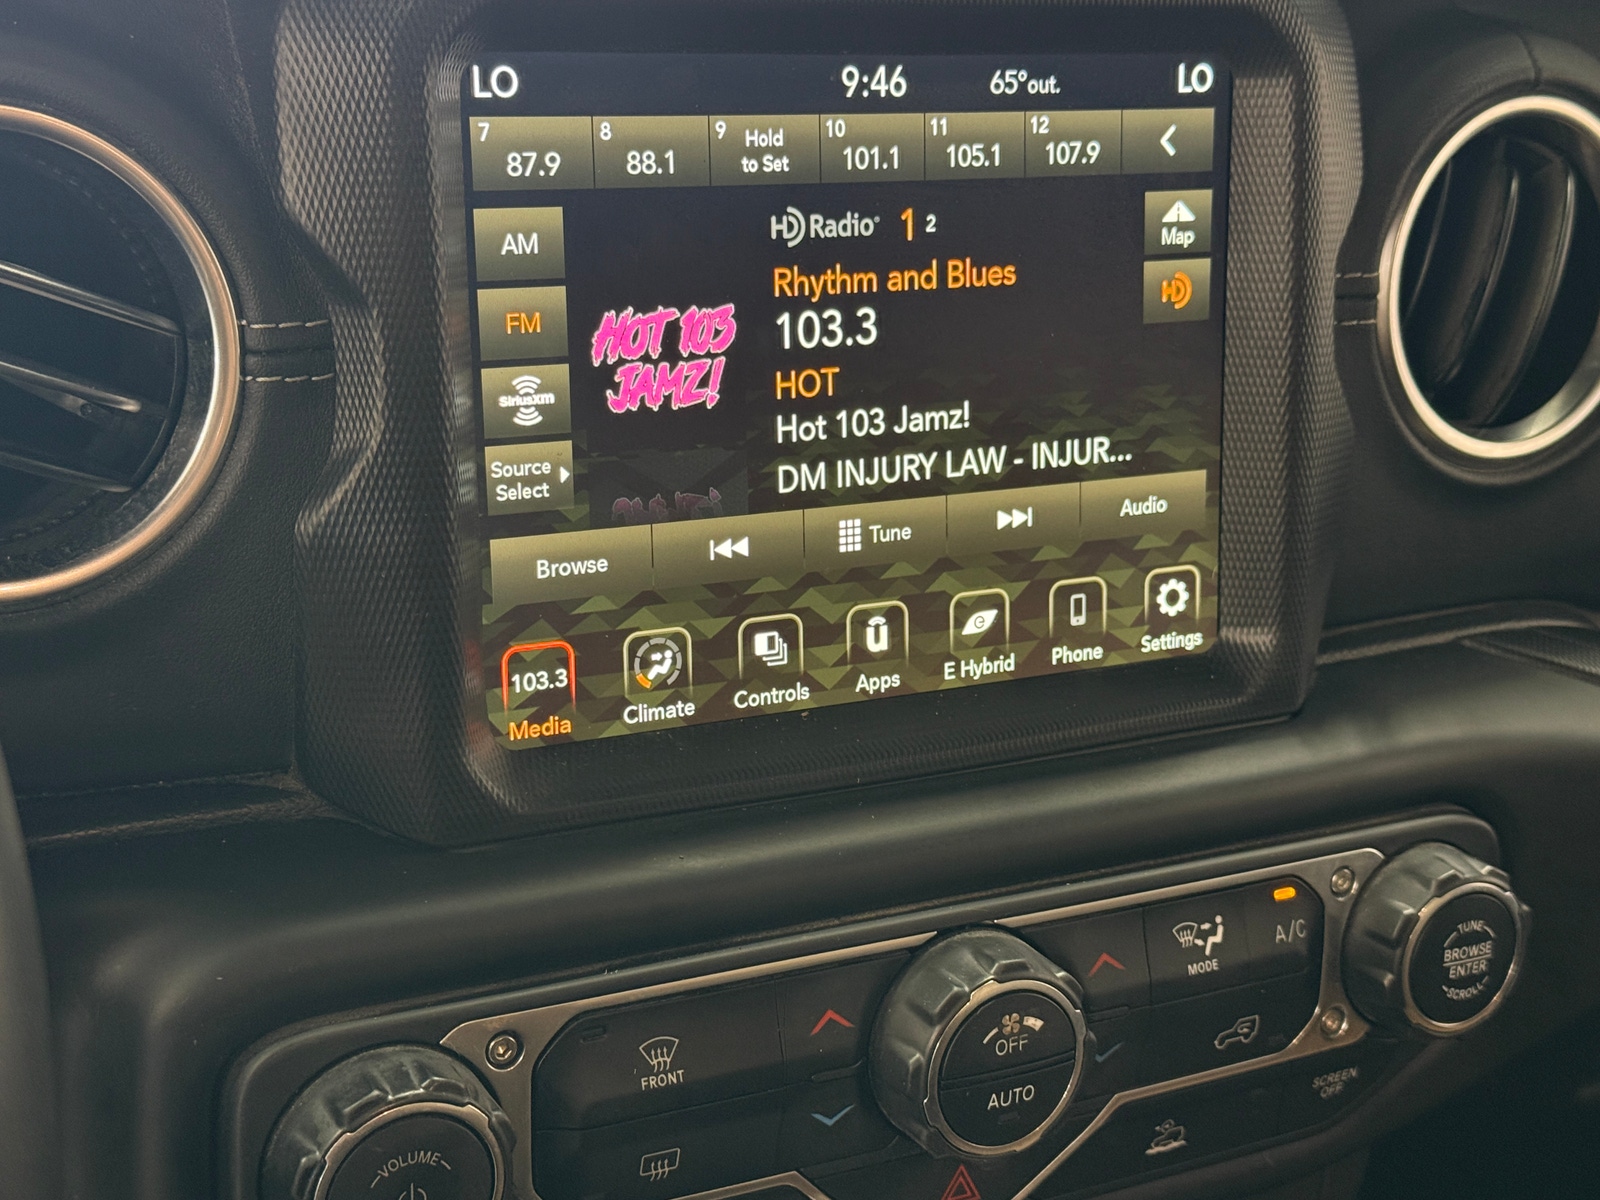 LO 9:46 65°out. LO
7 8 9 Hold 10 11 12
87.9 88.1 to Set 101.1 105.1 107.9
HD Radio 1 2
Map
AM
Rhythm and Blues
HD
FM
HOT 103
JAMZ!
103.3
HOT
SiriusXM
Hot 103 Jamz!
Source
Select
DM INJURY LAW - INJUR...
Browse
Tune
Audio
103.3
Media
Climate
Controls
u
Apps
e
E Hybrid
Phone
Settings
MODE
A/C
TUNE
BROWSE
ENTER
SCROLL
OFF
AUTO
FRONT
SCREEN
OFF
VOLUME